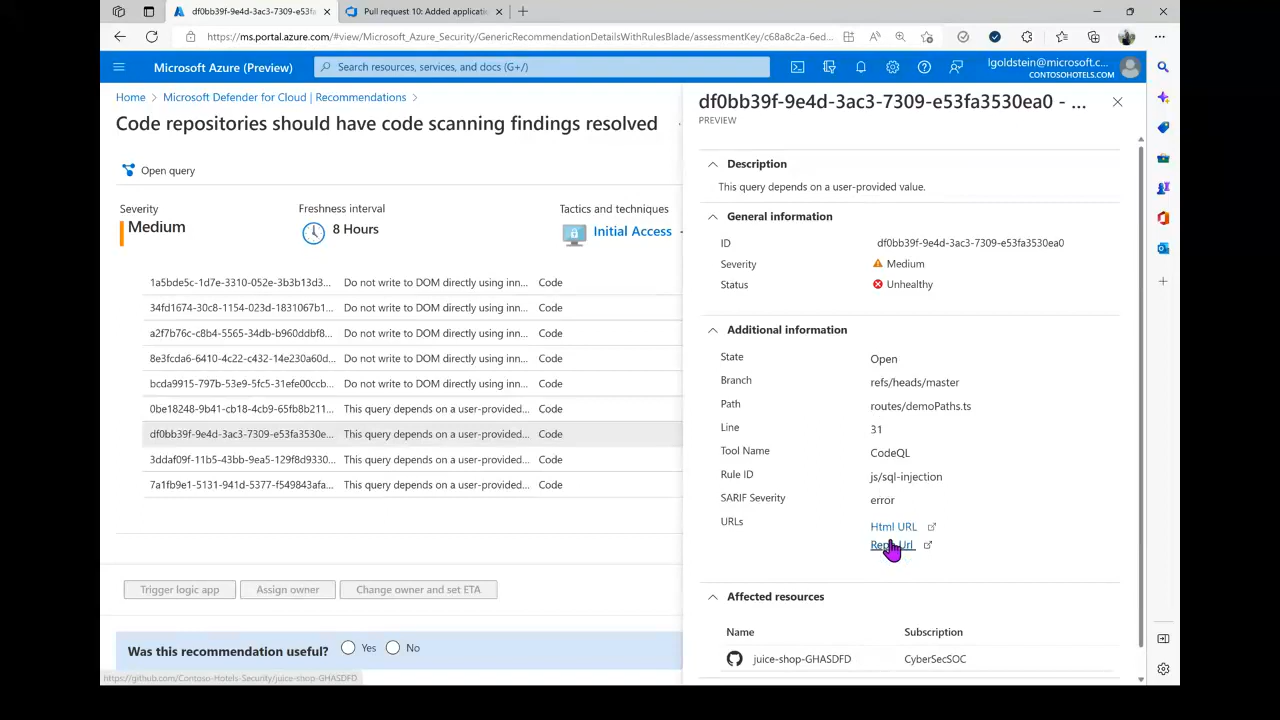 df0bb39f-9e4d-3ac3-7309-e53fa
Pull request 10: Added applicatio
https://ms.portal.azure.com/#view/Microsoft_Azure_Security/GenericRecommendationDetailsWithRulesBlade/assessmentKey/c68a8c2a-6ed...
Microsoft Azure (Preview)
Search resources, services, and docs (G+/)
lgoldstein@microsoft.c...
CONTOSOHOTELS.COM
Home > Microsoft Defender for Cloud | Recommendations >
Code repositories should have code scanning findings resolved
Open query
Severity
Medium
Freshness interval
8 Hours
Tactics and techniques
Initial Access
1a5bde5c-1d7e-3310-052e-3b3b13d3... Do not write to DOM directly using inn... Code
34fd1674-30c8-1154-023d-1831067b1... Do not write to DOM directly using inn... Code
a2f7b76c-c8b4-5565-34db-b960ddbf8... Do not write to DOM directly using inn... Code
8e3fcda6-6410-4c22-c432-14e230a60d... Do not write to DOM directly using inn... Code
bcda9915-797b-53e9-5fc5-31efe00ccb... Do not write to DOM directly using inn... Code
0be18248-9b41-cb18-4cb9-65fb8b211... This query depends on a user-provided... Code
df0bb39f-9e4d-3ac3-7309-e53fa3530e... This query depends on a user-provided... Code
3ddaf09f-11b5-43bb-9ea5-129f8d9330... This query depends on a user-provided... Code
7a1fb9e1-5131-941d-5377-f549843afa... This query depends on a user-provided... Code
Trigger logic app
Assign owner
Change owner and set ETA
Was this recommendation useful? Yes No
https://github.com/Contoso-Hotels-Security/juice-shop-GHASDFD
df0bb39f-9e4d-3ac3-7309-e53fa3530ea0 - ...
PREVIEW
Description
This query depends on a user-provided value.
General information
ID df0bb39f-9e4d-3ac3-7309-e53fa3530ea0
Severity Medium
Status Unhealthy
Additional information
State Open
Branch refs/heads/master
Path routes/demoPaths.ts
Line 31
Tool Name CodeQL
Rule ID js/sql-injection
SARIF Severity error
URLs Html URL
Repo Url
Affected resources
Name Subscription
juice-shop-GHASDFD CyberSecSOC